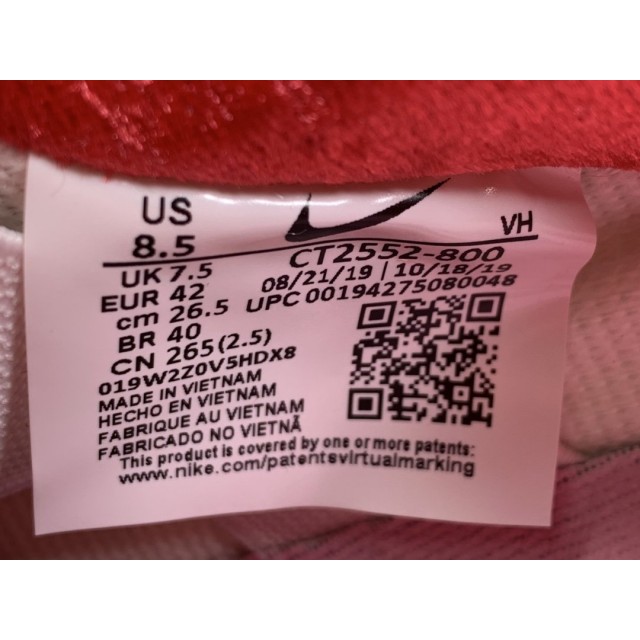 US
8.5
VH
UK 7.5
EUR 42
cm 26.5
BR 40
CN 265(2.5)
CT2552-800
08/21/19 | 10/18/19
UPC 00194275080048
019W2Z0V5HDX8
MADE IN VIETNAM
HECHO EN VIETNAM
FABRIQUE AU VIETNAM
FABRICADO NO VIETNÃ
This product is covered by one or more patents:
www.nike.com/patentsvirtualmarking